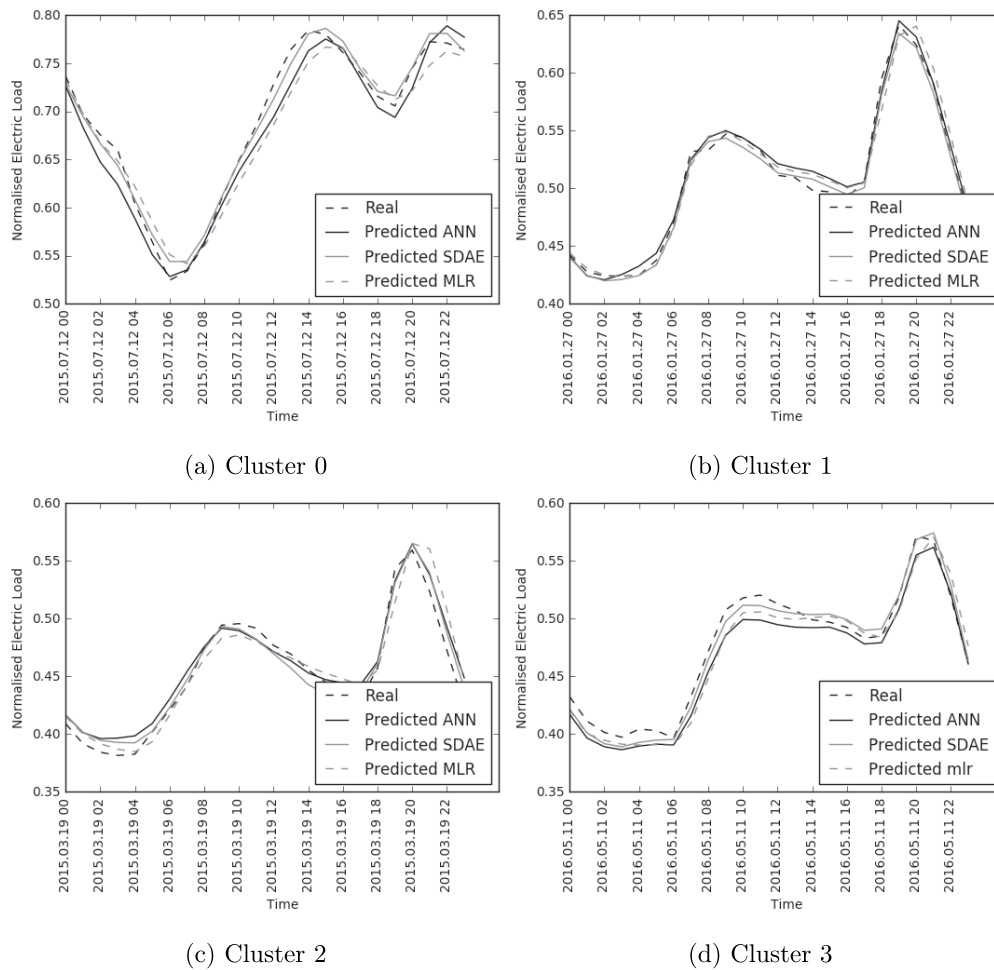 0.80
0.75
0.70
0.65
0.60
0.55
0.50
Normalised Electric Load
Real
Predicted ANN
Predicted SDAE
Predicted MLR
2015.07.12 00
2015.07.12 02
2015.07.12 04
2015.07.12 06
2015.07.12 08
2015.07.12 10
2015.07.12 12
2015.07.12 14
2015.07.12 16
2015.07.12 18
2015.07.12 20
2015.07.12 22
Time
(a) Cluster 0
0.65
0.60
0.55
0.50
0.45
0.40
Normalised Electric Load
Real
Predicted ANN
Predicted SDAE
Predicted MLR
2016.01.27 00
2016.01.27 02
2016.01.27 04
2016.01.27 06
2016.01.27 08
2016.01.27 10
2016.01.27 12
2016.01.27 14
2016.01.27 16
2016.01.27 18
2016.01.27 20
2016.01.27 22
Time
(b) Cluster 1
0.60
0.55
0.50
0.45
0.40
0.35
Normalised Electric Load
Real
Predicted ANN
Predicted SDAE
Predicted MLR
2015.03.19 00
2015.03.19 02
2015.03.19 04
2015.03.19 06
2015.03.19 08
2015.03.19 10
2015.03.19 12
2015.03.19 14
2015.03.19 16
2015.03.19 18
2015.03.19 20
2015.03.19 22
Time
(c) Cluster 2
0.60
0.55
0.50
0.45
0.40
0.35
Normalised Electric Load
Real
Predicted ANN
Predicted SDAE
Predicted mlr
2016.05.11 00
2016.05.11 02
2016.05.11 04
2016.05.11 06
2016.05.11 08
2016.05.11 10
2016.05.11 12
2016.05.11 14
2016.05.11 16
2016.05.11 18
2016.05.11 20
2016.05.11 22
Time
(d) Cluster 3